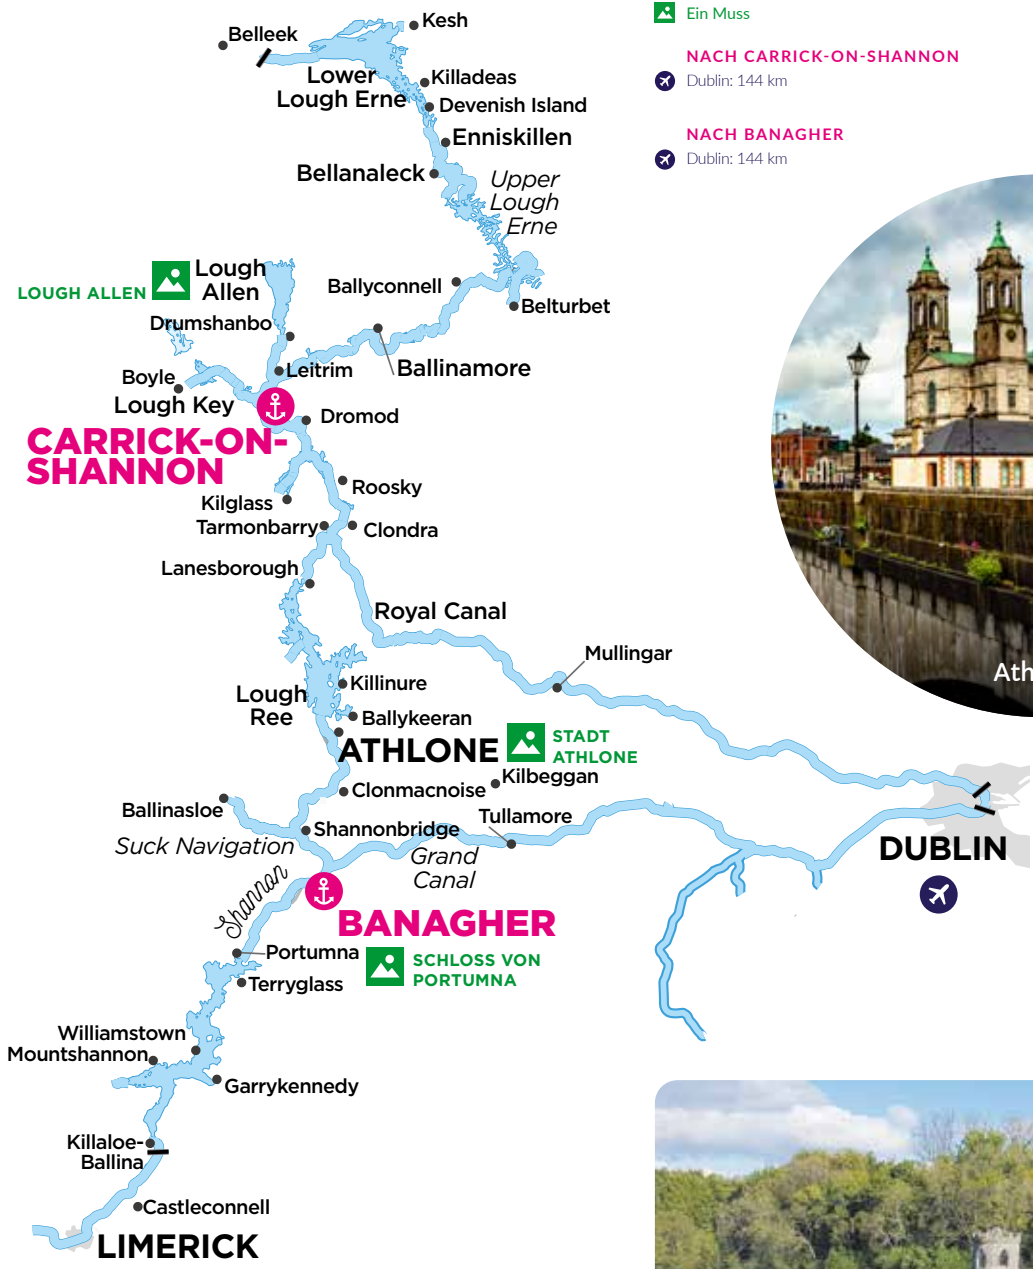 Ein Muss
NACH CARRICK-ON-SHANNON
Dublin: 144 km
NACH BANAGHER
Dublin: 144 km
Kesh
Belleek
Lower
Lough Erne
Killadeas
Devenish Island
Enniskillen
Bellanaleck
Upper
Lough
Erne
LOUGH ALLEN
Lough
Allen
Ballyconnell
Belturbet
Drumshanbo
Ballinamore
Leitrim
Boyle
Lough Key
Dromod
CARRICK-ON-
SHANNON
Kilglass
Roosky
Tarmonbarry
Clondra
Lanesborough
Royal Canal
Mullingar
Killinure
Lough
Ree
Ballykeeran
ATHLONE
STADT
ATHLONE
Kilbeggan
Clonmacnoise
Ballinasloe
Tullamore
Shannonbridge
Suck Navigation
Grand
Canal
DUBLIN
Shannon
BANAGHER
Portumna
SCHLOSS VON
PORTUMNA
Terryglass
Williamstown
Mountshannon
Garrykennedy
Killaloe-
Ballina
Castleconnell
LIMERICK
Ath